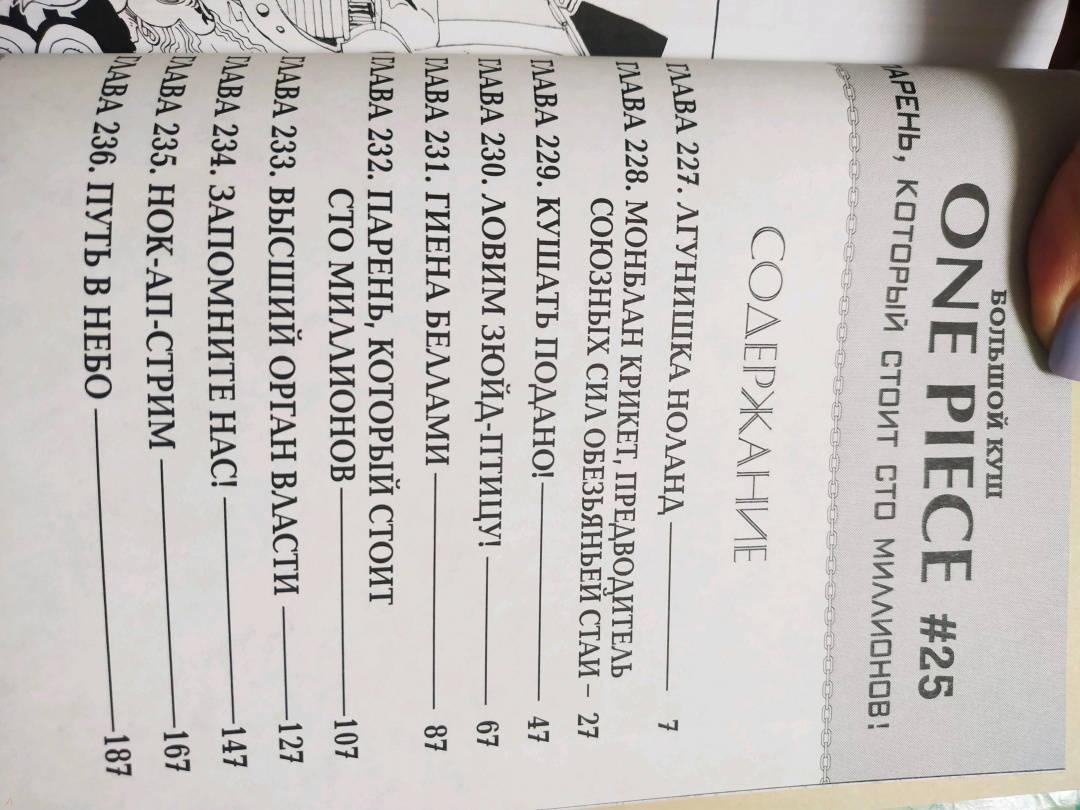 БОЛЬШОЙ КУШ
ONE PIECE #25
ПАРЕНЬ, КОТОРЫЙ СТОИТ СТО МИЛЛИОНОВ!
СОДЕРЖАНИЕ
ГЛАВА 227. ЛГУНИШКА НОЛАНД 7
ГЛАВА 228. МОНБЛАН КРИКЕТ, ПРЕДВОДИТЕЛЬ
СОЮЗНЫХ СИЛ ОБЕЗЬЯНЬЕЙ СТАИ – 27
ГЛАВА 229. КУШАТЬ ПОДАНО! 47
ГЛАВА 230. ЛОВИМ ЗЮЙД-ПТИЦУ! 67
ГЛАВА 231. ГИЕНА БЕЛЛАМИ 87
ГЛАВА 232. ПАРЕНЬ, КОТОРЫЙ СТОИТ
СТО МИЛЛИОНОВ 107
ГЛАВА 233. ВЫСШИЙ ОРГАН ВЛАСТИ 127
ГЛАВА 234. ЗАПОМНИТЕ НАС! 147
ГЛАВА 235. НОК-АП-СТРИМ 167
ГЛАВА 236. ПУТЬ В НЕБО 187